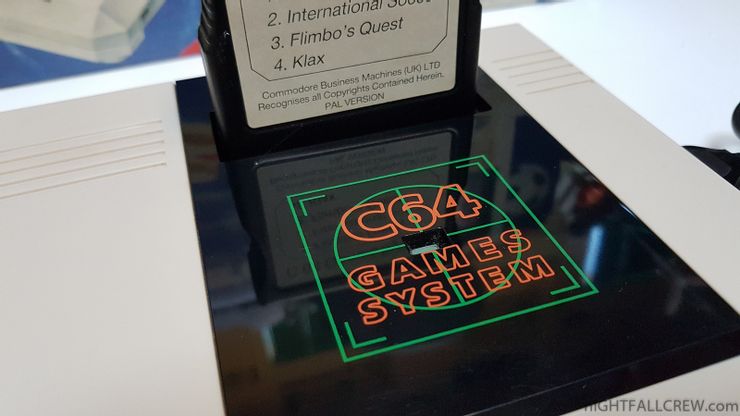 2. International
3. Flimbo's Quest
4. Klax
Commodore Business Machines (UK) LTD
Recognises all Copyrights Contained Herein.
PAL VERSION
C64
GAMES
SYSTEM
NIGHTFALLCREW.COM